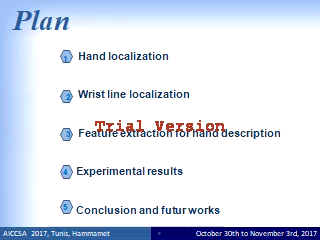 Plan
1 Hand localization
2 Wrist line localization
Trial Version
3 Feature extraction for hand description
4 Experimental results
5 Conclusion and futur works
AICCSA 2017, Tunis, Hammamet
October 30th to November 3rd, 2017